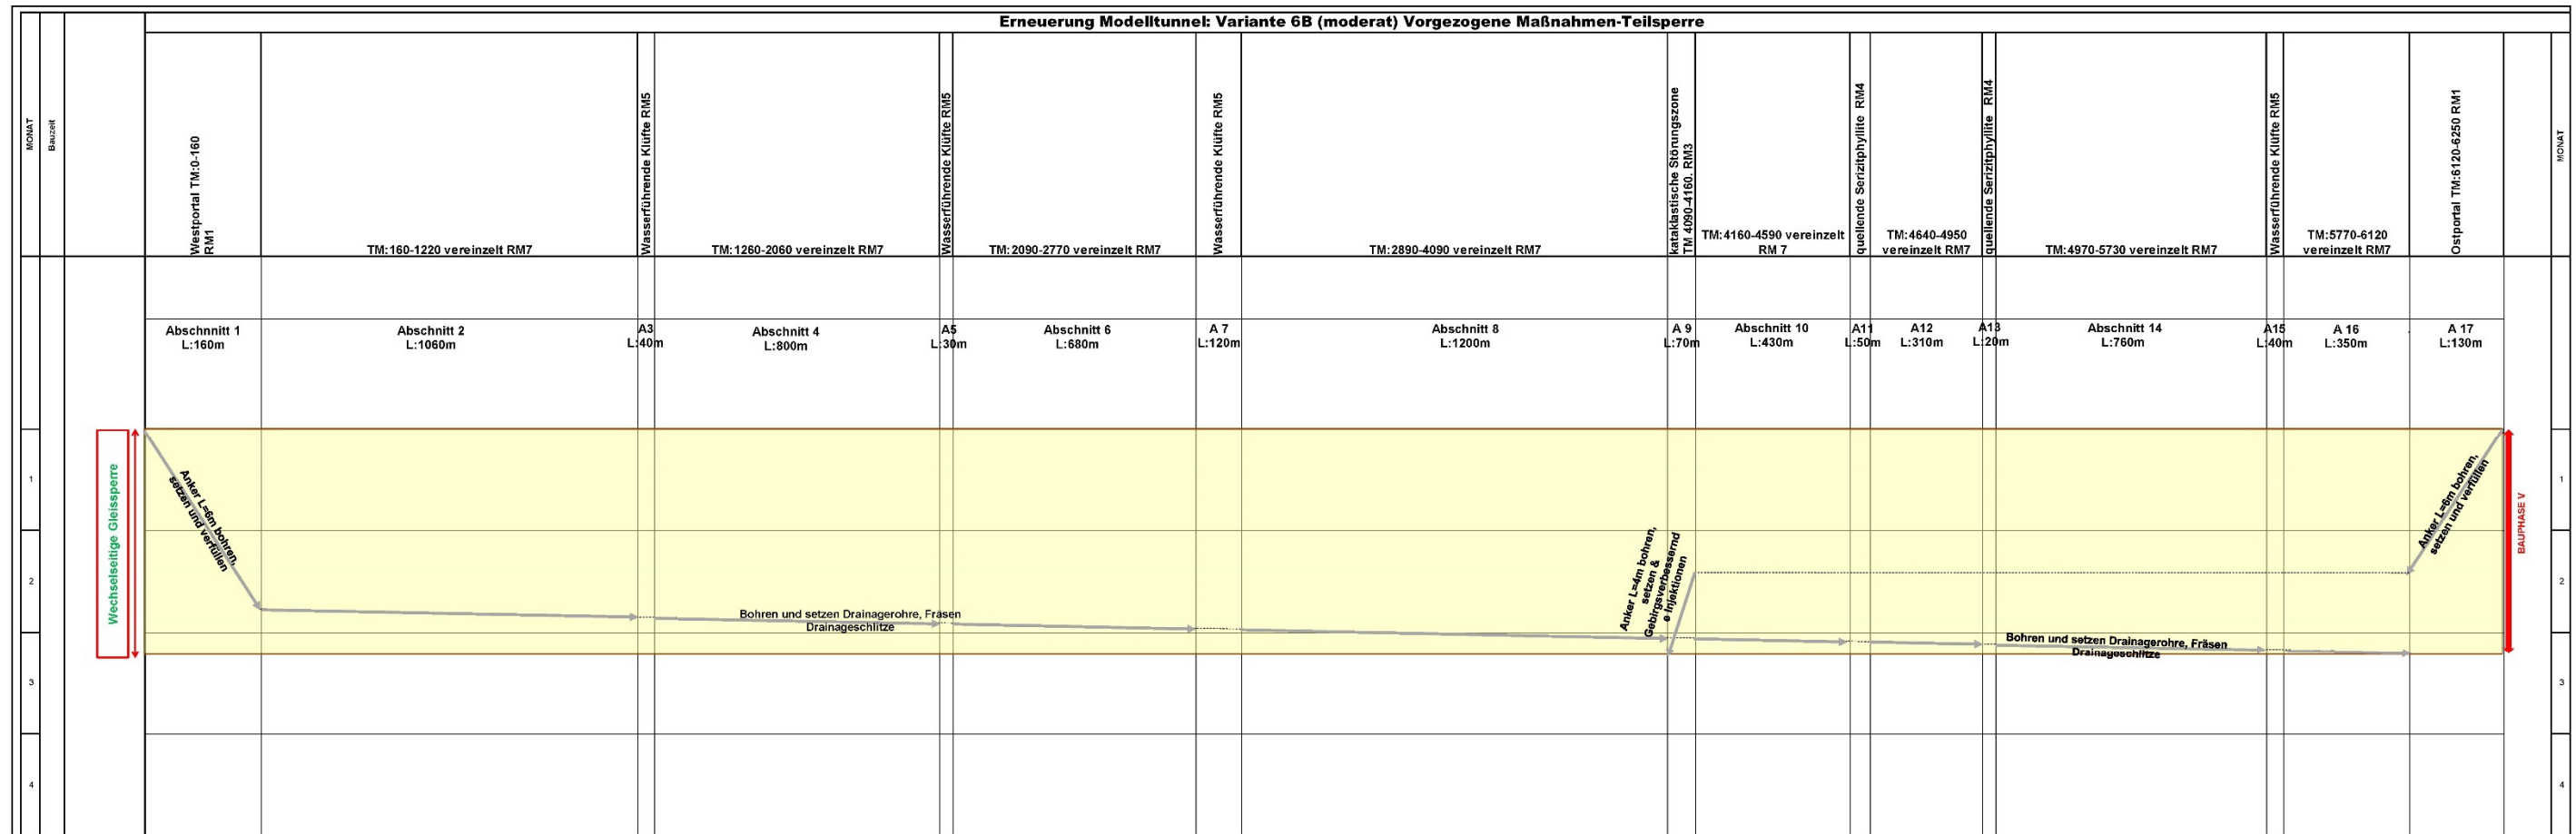 Erneuerung Modelltunnel: Variante 6B (moderat) Vorgezogene Maßnahmen-Teilsperre
MONAT
Bauzeit
Westportal TM:0-160
RM1
TM:160-1220 vereinzelt RM7
Wasserführende Klüfte RM5
TM:1260-2060 vereinzelt RM7
Wasserführende Klüfte RM5
TM:2090-2770 vereinzelt RM7
Wasserführende Klüfte RM5
TM:2890-4090 vereinzelt RM7
kataklastische Störungszone
TM 4090-4160. RM3
TM:4160-4590 vereinzelt
RM 7
quellende Serizitphyllite RM4
TM:4640-4950
vereinzelt RM7
quellende Serizitphyllite RM4
TM:4970-5730 vereinzelt RM7
Wasserführende Klüfte RM5
TM:5770-6120
vereinzelt RM7
Ostportal TM:6120-6250 RM1
MONAT
Abschnnitt 1
L:160m
Abschnitt 2
L:1060m
A3
L:40m
Abschnitt 4
L:800m
A5
L:30m
Abschnitt 6
L:680m
A 7
L:120m
Abschnitt 8
L:1200m
A 9
L:70m
Abschnitt 10
L:430m
A11
L:50m
A12
L:310m
A13
L:20m
Abschnitt 14
L:760m
A15
L:40m
A 16
L:350m
A 17
L:130m
Wechselseitige Gleissperre
Anker L=6m bohren,
setzen und verfüllen
Bohren und setzen Drainagerohre, Fräsen
Drainageschlitze
Anker L=4m bohren,
setzen &
Gebirgsverbessernd
e Injektionen
Bohren und setzen Drainagerohre, Fräsen
Drainageschlitze
Anker L=6m bohren,
setzen und verfüllen
BAUPHASE V
1
1
2
2
3
3
4
4